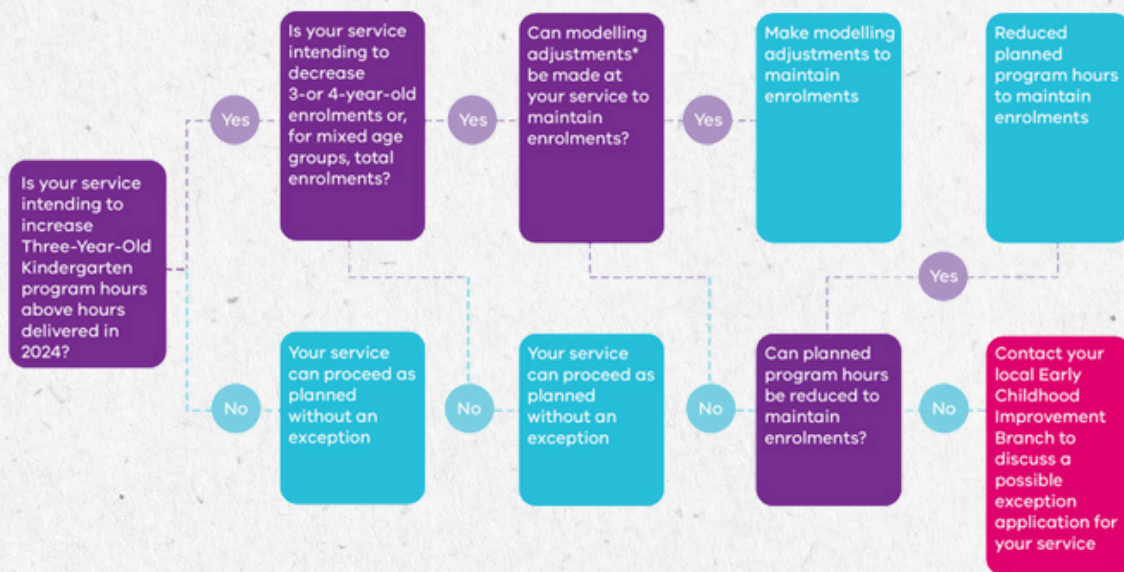 Is your service
intending to
increase
Three-Year-Old
Kindergarten
program hours
above hours
delivered in
2024?
Yes
Is your service
intending to
decrease
3-or 4-year-old
enrolments or,
for mixed age
groups, total
enrolments?
Yes
Can modelling
adjustments*
be made at
your service to
maintain
enrolments?
Yes
Make modelling
adjustments to
maintain
enrolments
Reduced
planned
program hours
to maintain
enrolments
Yes
No
Your service
can proceed as
planned
without an
exception
No
Your service
can proceed as
planned
without an
exception
No
Can planned
program hours
be reduced to
maintain
enrolments?
No
Contact your
local Early
Childhood
Improvement
Branch to
discuss a
possible
exception
application for
your service